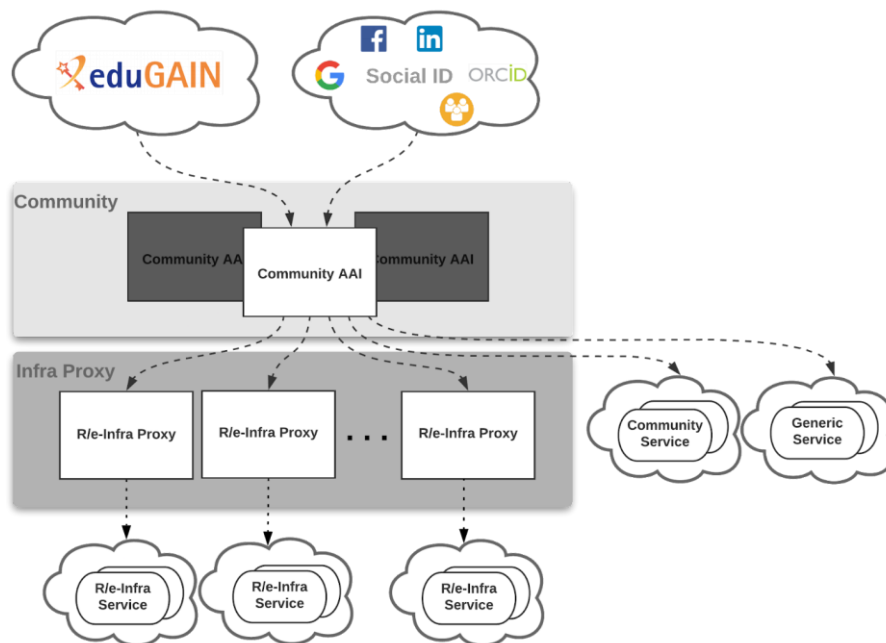 eduGAIN
Social ID
ORCID
Community
Community AA
Community AAI
Community AAI
Infra Proxy
R/e-Infra Proxy
R/e-Infra Proxy
. . .
R/e-Infra Proxy
Community
Service
Generic
Service
R/e-Infra
Service
R/e-Infra
Service
R/e-Infra
Service